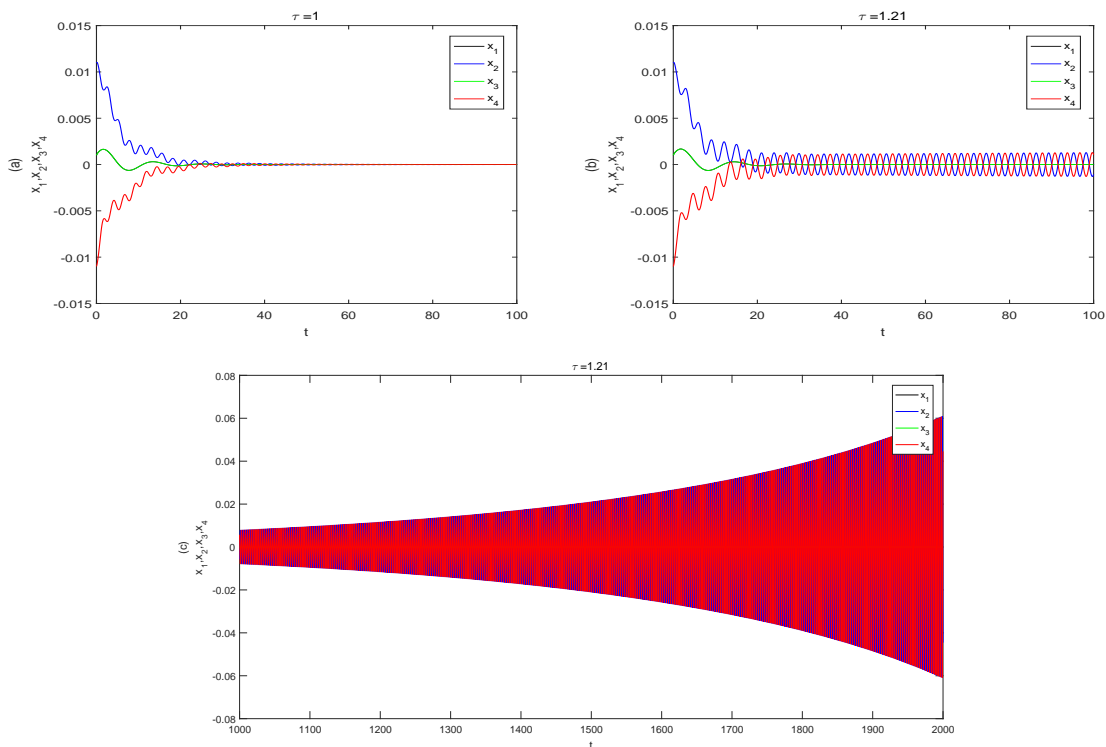 τ =1
0.015
0.01
0.005
0
-0.005
-0.01
-0.015
0
20
40
60
80
100
t
(a)
x₁,x₂,x₃,x₄
x₁
x₂
x₃
x₄
τ =1.21
0.015
0.01
0.005
0
-0.005
-0.01
-0.015
0
20
40
60
80
100
t
(b)
x₁,x₂,x₃,x₄
x₁
x₂
x₃
x₄
τ =1.21
0.08
0.06
0.04
0.02
0
-0.02
-0.04
-0.06
-0.08
1000
1100
1200
1300
1400
1500
1600
1700
1800
1900
2000
t
(c)
x₁,x₂,x₃,x₄
x₁
x₂
x₃
x₄